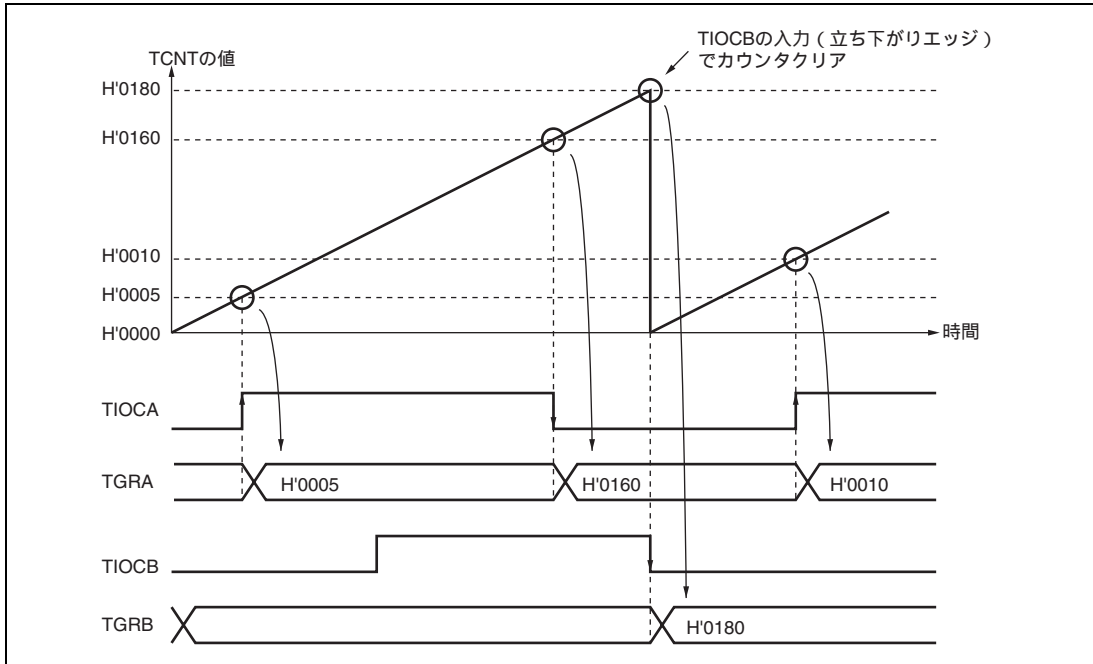 TIOCBの入力（立ち下がりエッジ）
でカウンタクリア
TCNTの値
H'0180
H'0160
H'0010
H'0005
H'0000
時間
TIOCA
TGRA
H'0005
H'0160
H'0010
TIOCB
TGRB
H'0180